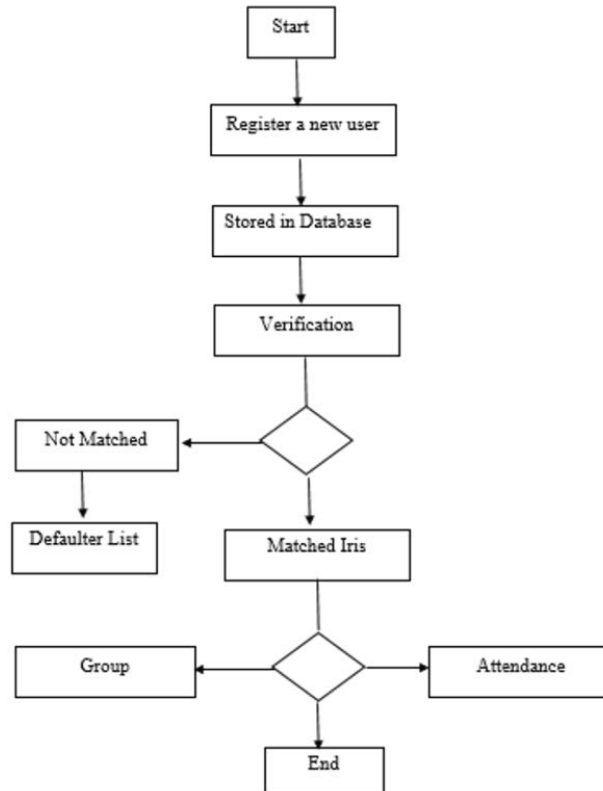 Start
Register a new user
Stored in Database
Verification
Not Matched
Defaulter List
Matched Iris
Group
Attendance
End